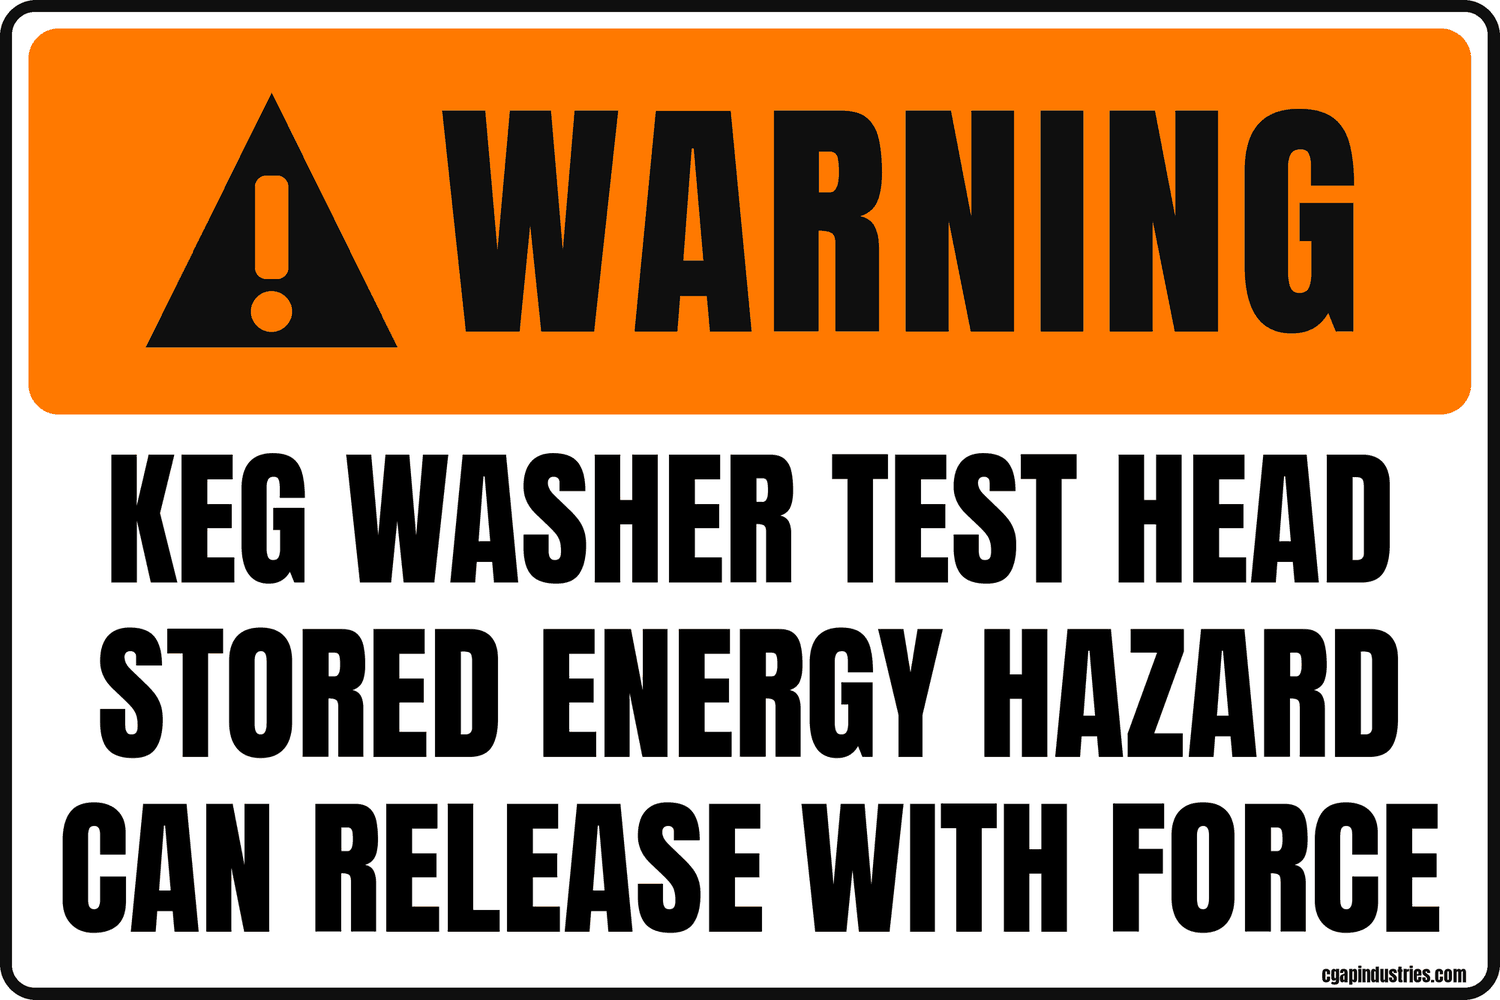 WARNING
KEG WASHER TEST HEAD
STORED ENERGY HAZARD
CAN RELEASE WITH FORCE
cgapindustries.com